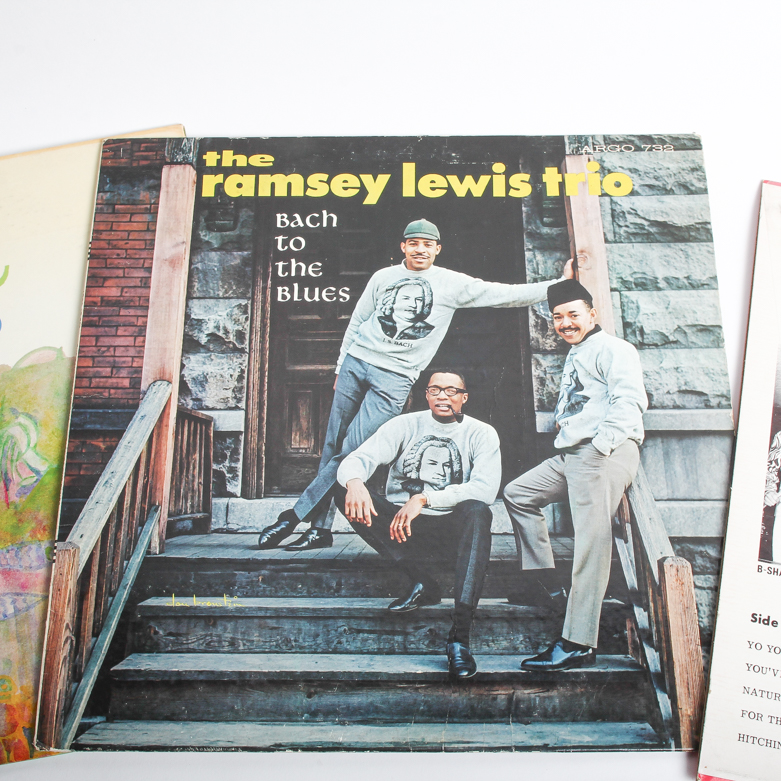 ARGO 732
the
ramsey lewis trio
BACH
to
the
BLUES
J.S. BACH
B-SHA
Side
YO YO
YOU'V
NATUR
FOR TH
HITCHIN